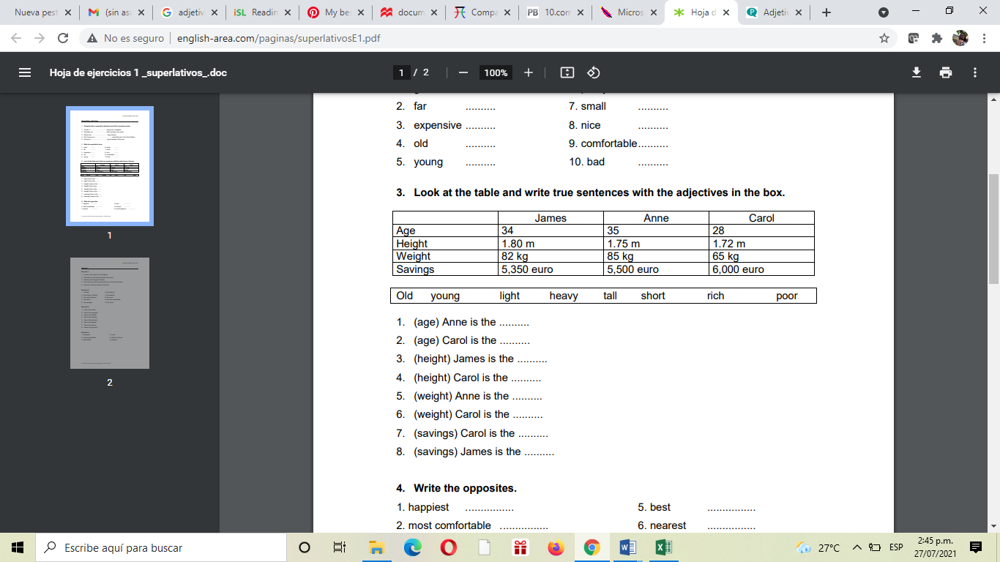 Nueva pest
(sin as
adjetiv
iSL Readin
My be
docum
Compa
PB 10.com
Micros
Hoja d
Adjetiv
No es seguro | english-area.com/paginas/superlativosE1.pdf
Hoja de ejercicios 1 _superlativos_.doc
1 / 2
100%
2. far .......... 7. small ..........
3. expensive .......... 8. nice ..........
4. old .......... 9. comfortable..........
5. young .......... 10. bad ..........
3. Look at the table and write true sentences with the adjectives in the box.
James Anne Carol
Age 34 35 28
Height 1.80 m 1.75 m 1.72 m
Weight 82 kg 85 kg 65 kg
Savings 5,350 euro 5,500 euro 6,000 euro
Old young light heavy tall short rich poor
1. (age) Anne is the ..........
2. (age) Carol is the ..........
3. (height) James is the ..........
4. (height) Carol is the ..........
5. (weight) Anne is the ..........
6. (weight) Carol is the ..........
7. (savings) Carol is the ..........
8. (savings) James is the ..........
4. Write the opposites.
1. happiest ................ 5. best ................
2. most comfortable ................ 6. nearest ................
1
2
Escribe aquí para buscar
27°C
ESP
2:45 p.m.
27/07/2021